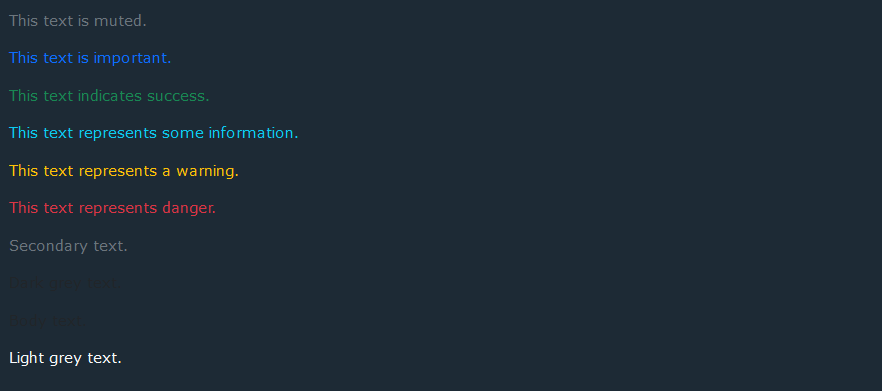 This text is muted.
This text is important.
This text indicates success.
This text represents some information.
This text represents a warning.
This text represents danger.
Secondary text.
Dark grey text.
Body text.
Light grey text.